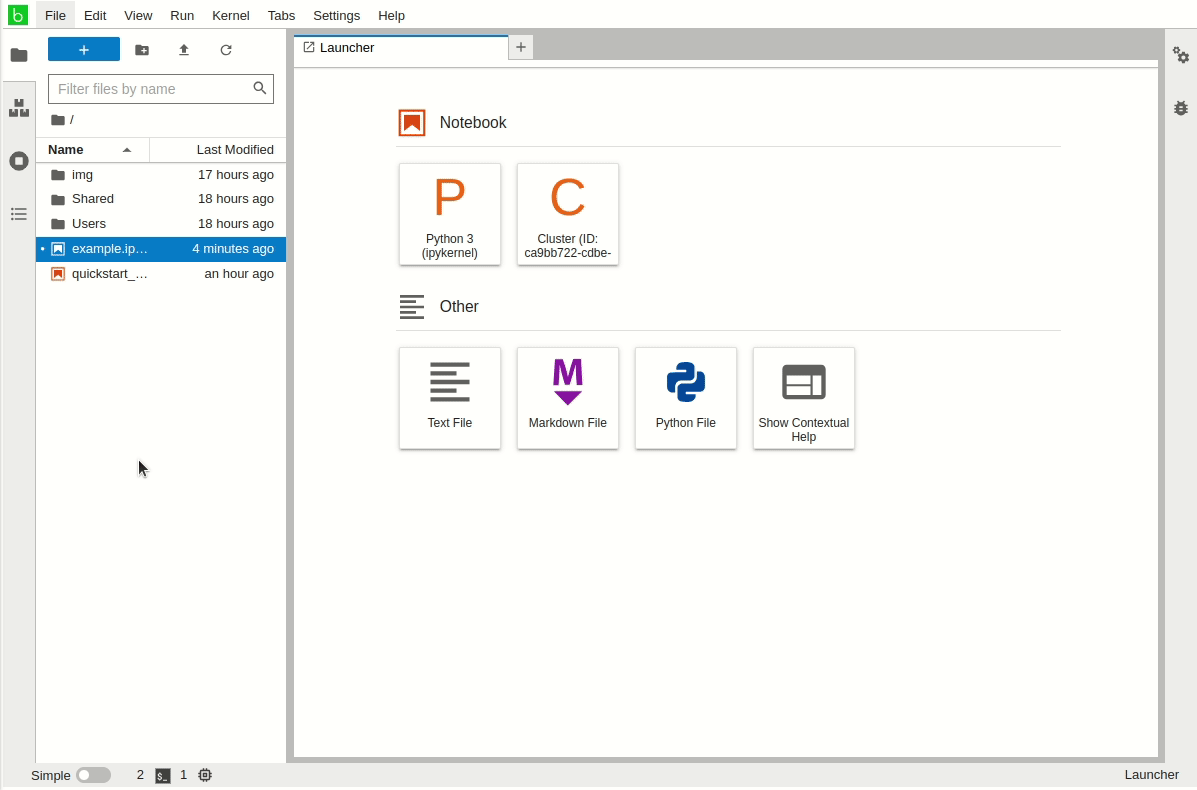 File Edit View Run Kernel Tabs Settings Help
+
Filter files by name
/
Name Last Modified
img 17 hours ago
Shared 18 hours ago
Users 18 hours ago
example.ip... 4 minutes ago
quickstart_... an hour ago
Launcher
+
Notebook
P
Python 3
(ipykernel)
C
Cluster (ID:
ca9bb722-cdbe-
Other
Text File
M
Markdown File
Python File
Show Contextual
Help
Simple 2 $_ 1 Launcher